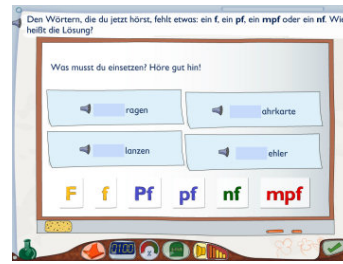 Den Wörtern, die du jetzt hörst, fehlt etwas: ein f, ein pf, ein mpf oder ein nf. Wie
heißt die Lösung?
Was musst du einsetzen? Höre gut hin!
ragen
ahrkarte
lanzen
ehler
F f Pf pf nf mpf